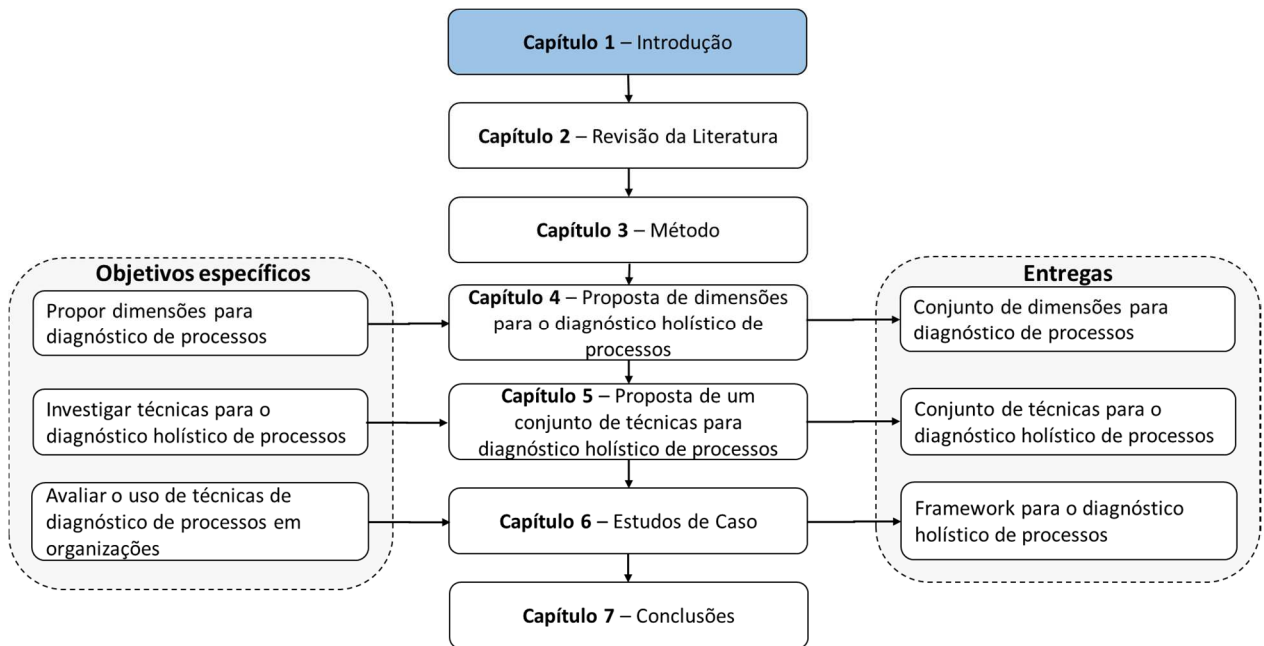 Capítulo 1 – Introdução
Capítulo 2 – Revisão da Literatura
Capítulo 3 – Método
Objetivos específicos
Propor dimensões para
diagnóstico de processos
Investigar técnicas para o
diagnóstico holístico de processos
Avaliar o uso de técnicas de
diagnóstico de processos em
organizações
Capítulo 4 – Proposta de dimensões
para o diagnóstico holístico de
processos
Capítulo 5 – Proposta de um
conjunto de técnicas para
diagnóstico holístico de processos
Capítulo 6 – Estudos de Caso
Capítulo 7 – Conclusões
Entregas
Conjunto de dimensões para
diagnóstico de processos
Conjunto de técnicas para o
diagnóstico holístico de processos
Framework para o diagnóstico
holístico de processos